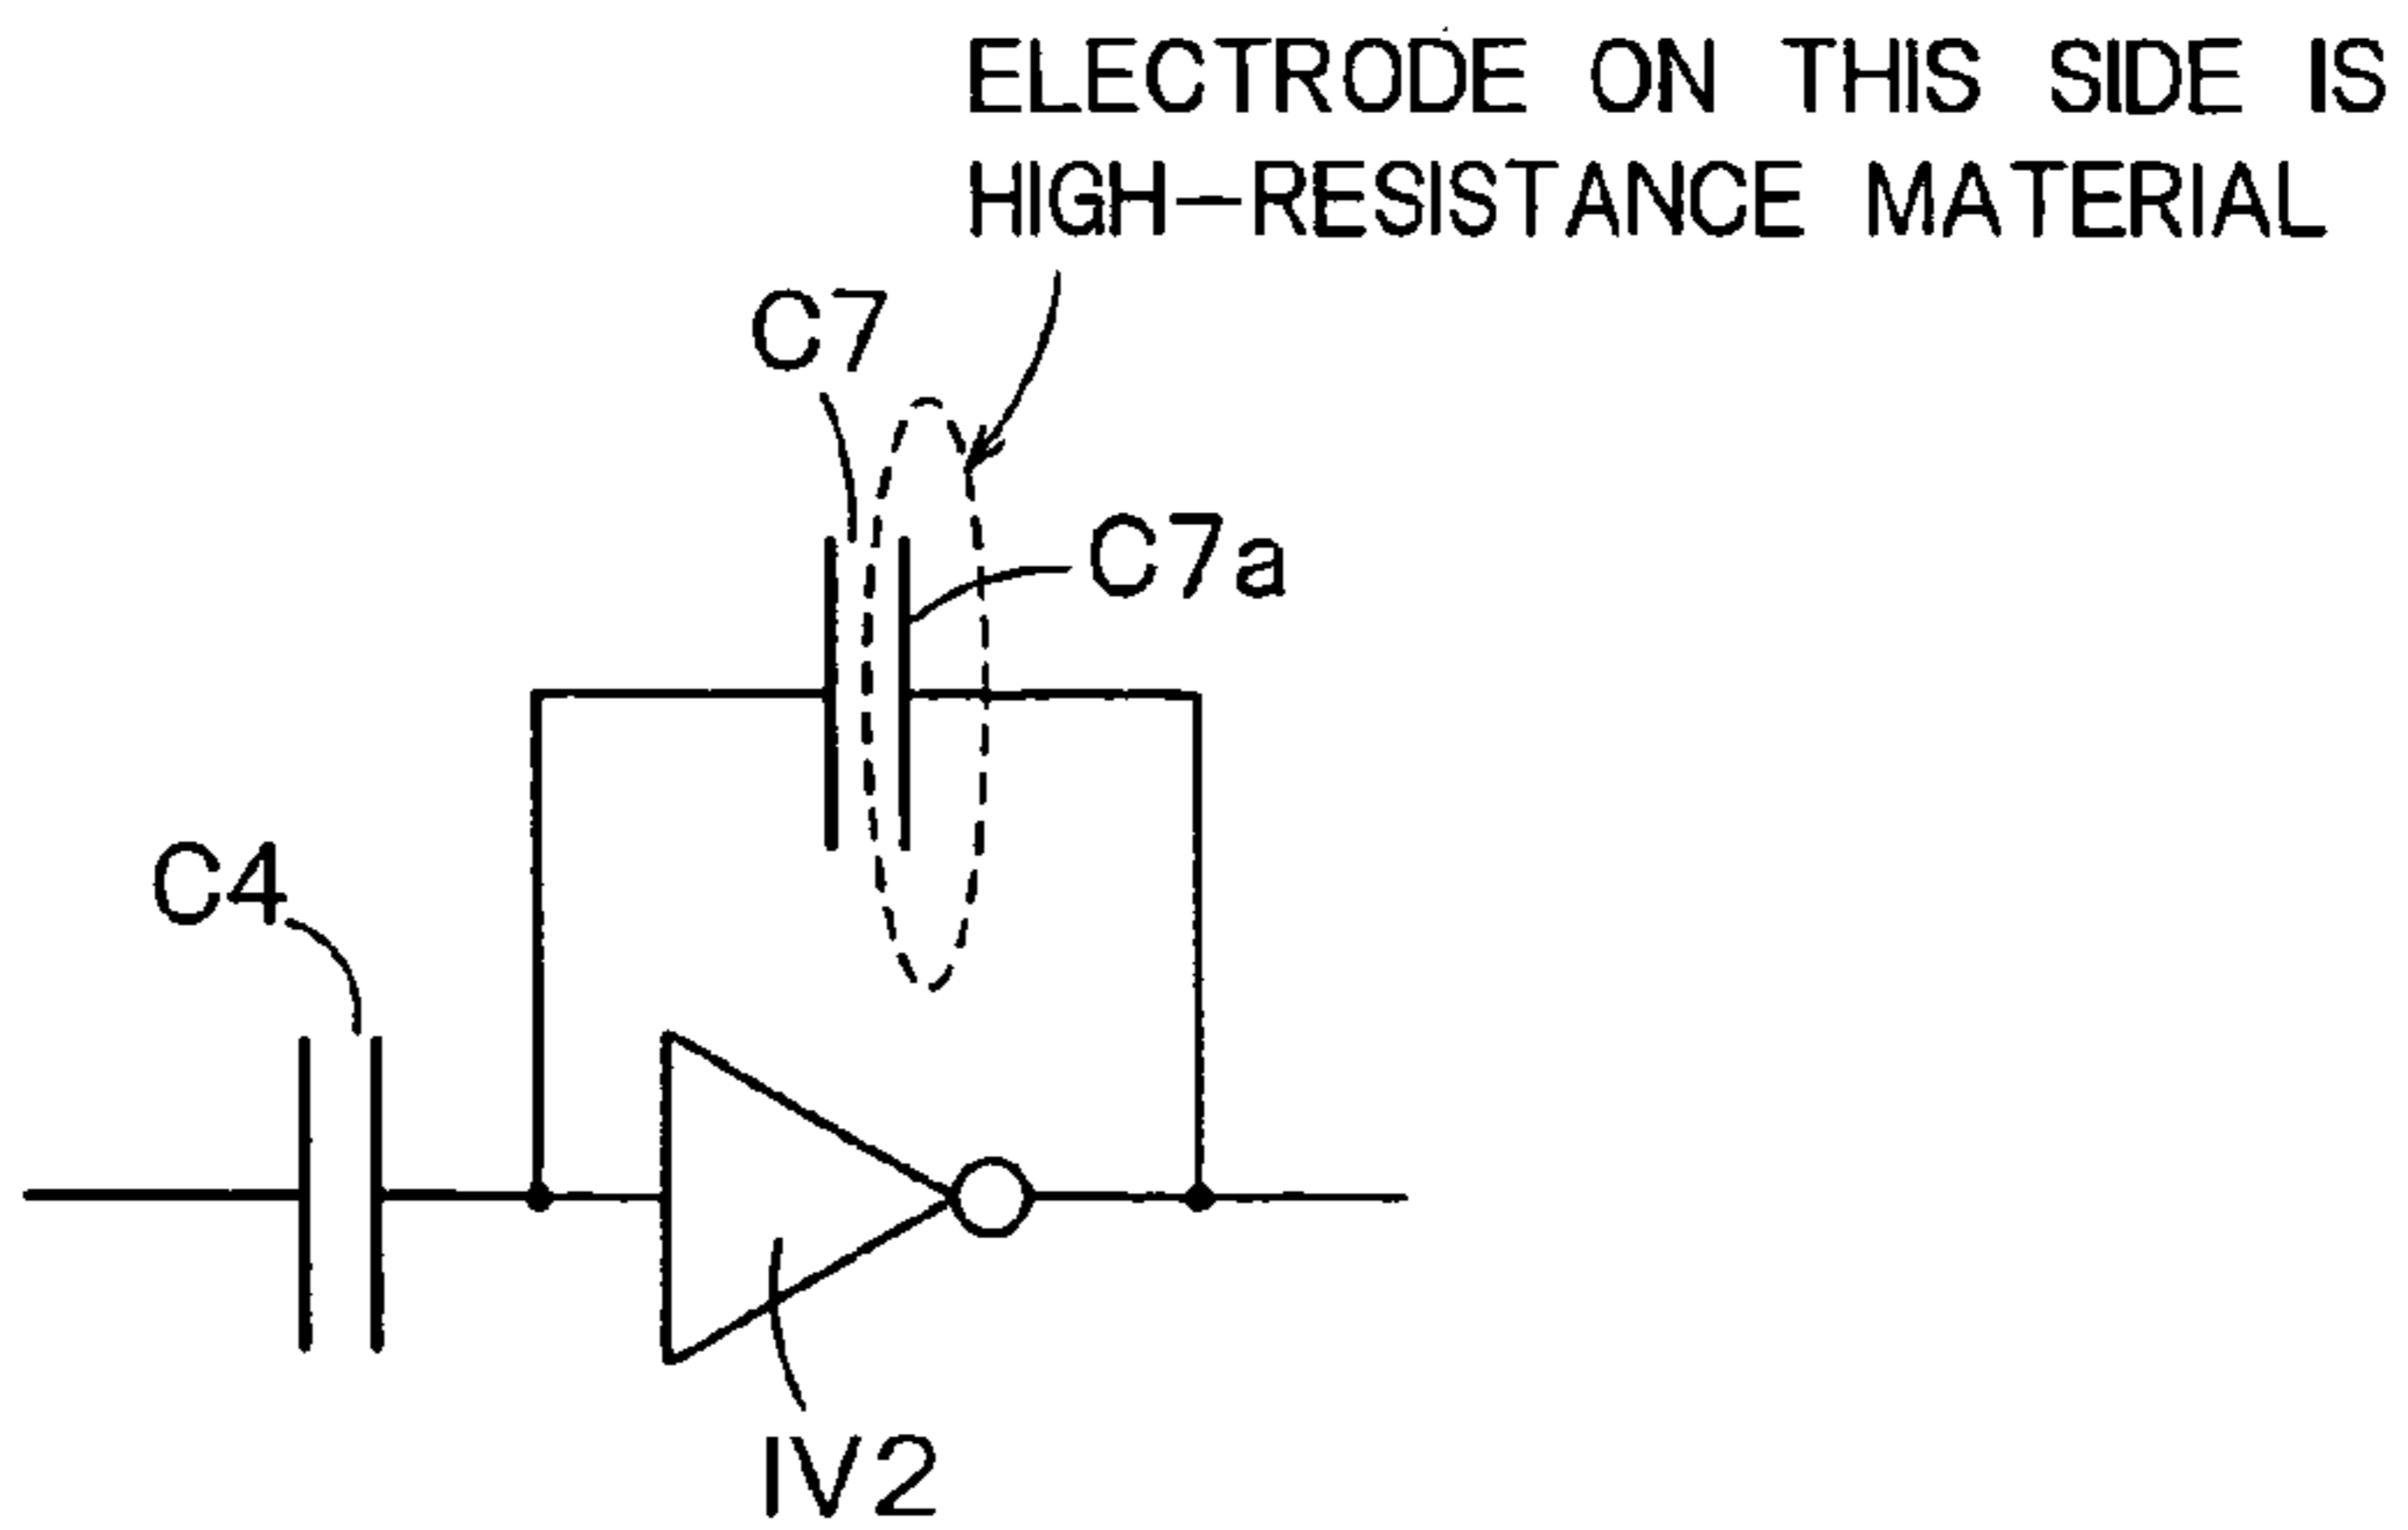 ELECTRODE ON THIS SIDE IS
HIGH-RESISTANCE MATERIAL
C7
C7a
C4
IV2